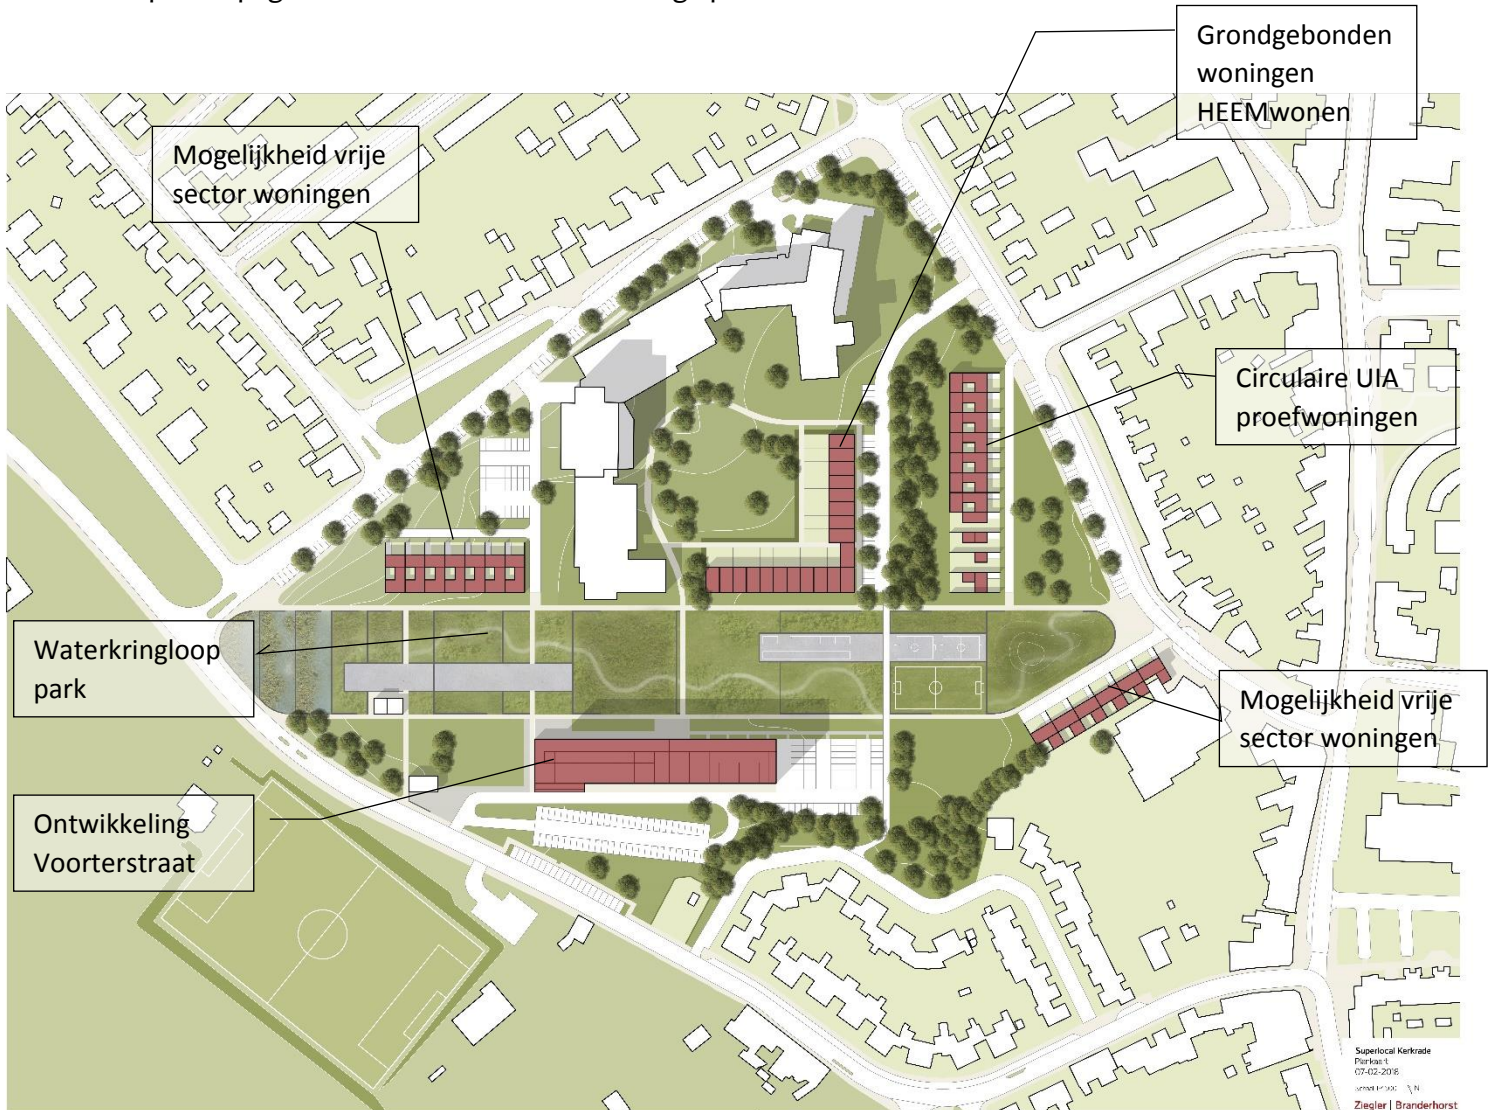 Grondgebonden
woningen
HEEMwonen
Mogelijkheid vrije
sector woningen
Circulaire UIA
proefwoningen
Waterkringloop
park
Mogelijkheid vrije
sector woningen
Ontwikkeling
Voorterstraat
Superlocal Kerkrade
Plankaart
07-02-2018
N
Ziegler | Branderhorst